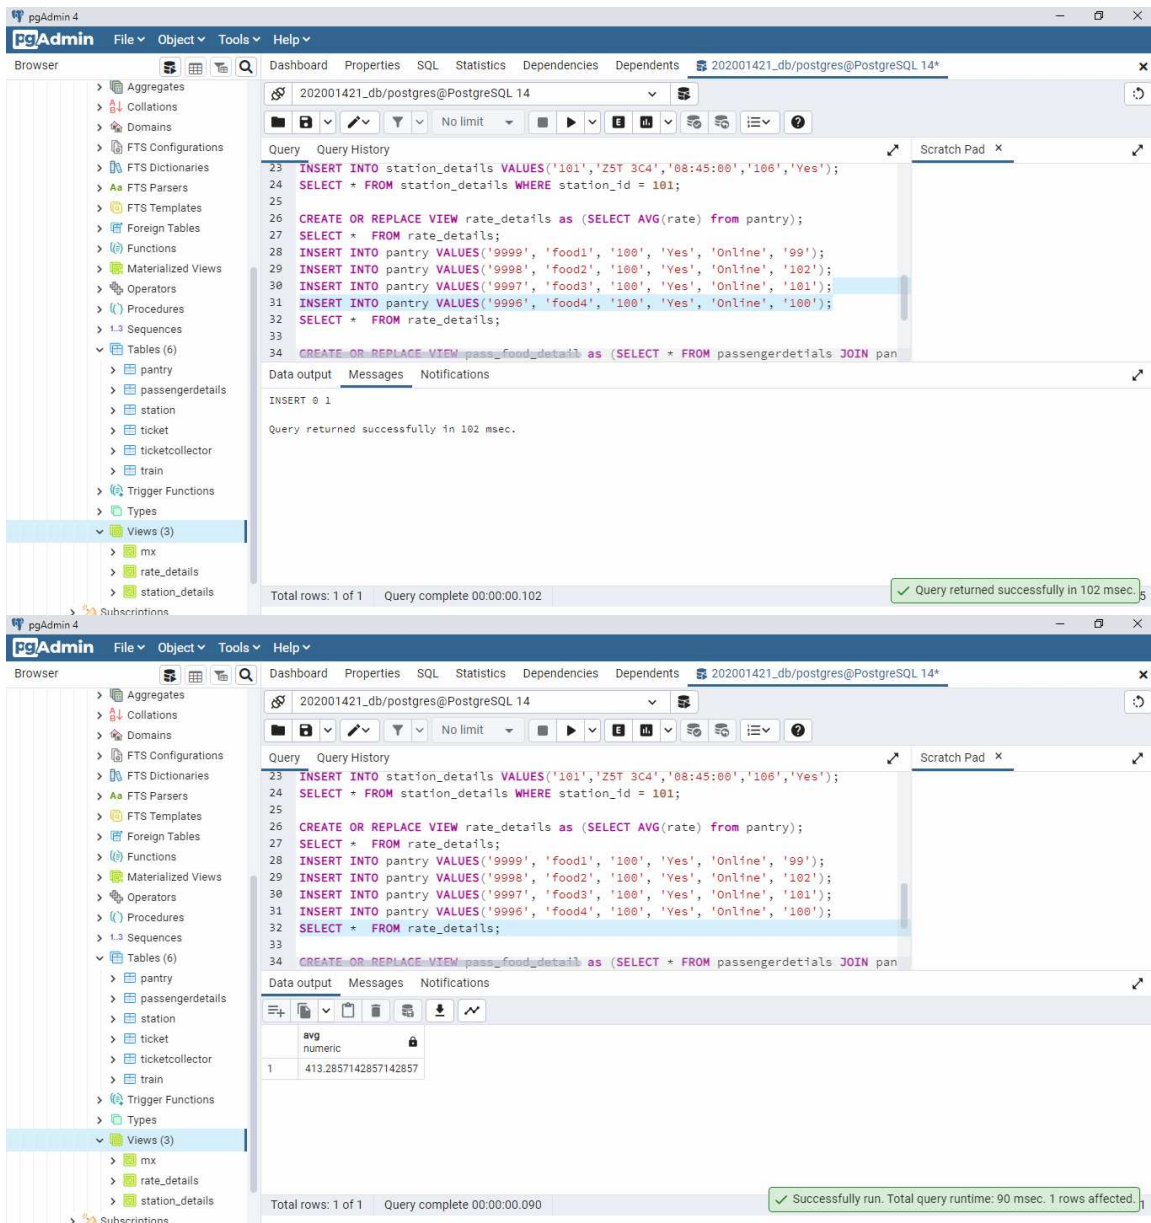 pgAdmin 4
pgAdmin File Object Tools Help
Browser Dashboard Properties SQL Statistics Dependencies Dependents 202001421_db/postgres@PostgreSQL 14*
Aggregates
Collations
Domains
FTS Configurations
FTS Dictionaries
FTS Parsers
FTS Templates
Foreign Tables
Functions
Materialized Views
Operators
Procedures
1..3 Sequences
Tables (6)
pantry
passengerdetails
station
ticket
ticketcollector
train
Trigger Functions
Types
Views (3)
mx
rate_details
station_details
Subscriptions
202001421_db/postgres@PostgreSQL 14
No limit
Query Query History Scratch Pad
23 INSERT INTO station_details VALUES('101','Z5T 3C4','08:45:00','106','Yes');
24 SELECT * FROM station_details WHERE station_id = 101;
25
26 CREATE OR REPLACE VIEW rate_details as (SELECT AVG(rate) from pantry);
27 SELECT * FROM rate_details;
28 INSERT INTO pantry VALUES('9999', 'food1', '100', 'Yes', 'Online', '99');
29 INSERT INTO pantry VALUES('9998', 'food2', '100', 'Yes', 'Online', '102');
30 INSERT INTO pantry VALUES('9997', 'food3', '100', 'Yes', 'Online', '101');
31 INSERT INTO pantry VALUES('9996', 'food4', '100', 'Yes', 'Online', '100');
32 SELECT * FROM rate_details;
33
34 CREATE OR REPLACE VIEW pass_food_detail as (SELECT * FROM passengerdetials JOIN pan
Data output Messages Notifications
INSERT 0 1
Query returned successfully in 102 msec.
Total rows: 1 of 1 Query complete 00:00:00.102
Query returned successfully in 102 msec.
5
pgAdmin 4
pgAdmin File Object Tools Help
Browser Dashboard Properties SQL Statistics Dependencies Dependents 202001421_db/postgres@PostgreSQL 14*
Aggregates
Collations
Domains
FTS Configurations
FTS Dictionaries
FTS Parsers
FTS Templates
Foreign Tables
Functions
Materialized Views
Operators
Procedures
1..3 Sequences
Tables (6)
pantry
passengerdetails
station
ticket
ticketcollector
train
Trigger Functions
Types
Views (3)
mx
rate_details
station_details
Subscriptions
202001421_db/postgres@PostgreSQL 14
No limit
Query Query History Scratch Pad
23 INSERT INTO station_details VALUES('101','Z5T 3C4','08:45:00','106','Yes');
24 SELECT * FROM station_details WHERE station_id = 101;
25
26 CREATE OR REPLACE VIEW rate_details as (SELECT AVG(rate) from pantry);
27 SELECT * FROM rate_details;
28 INSERT INTO pantry VALUES('9999', 'food1', '100', 'Yes', 'Online', '99');
29 INSERT INTO pantry VALUES('9998', 'food2', '100', 'Yes', 'Online', '102');
30 INSERT INTO pantry VALUES('9997', 'food3', '100', 'Yes', 'Online', '101');
31 INSERT INTO pantry VALUES('9996', 'food4', '100', 'Yes', 'Online', '100');
32 SELECT * FROM rate_details;
33
34 CREATE OR REPLACE VIEW pass_food_detail as (SELECT * FROM passengerdetials JOIN pan
Data output Messages Notifications
avg
numeric
1 413.2857142857142857
Total rows: 1 of 1 Query complete 00:00:00.090
Successfully run. Total query runtime: 90 msec. 1 rows affected.
1